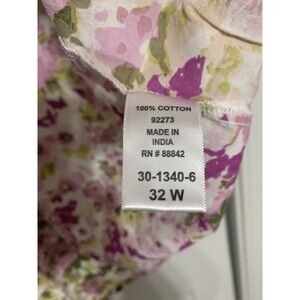 100% COTTON
92273
MADE IN
INDIA
RN # 88842
30-1340-6
32 W